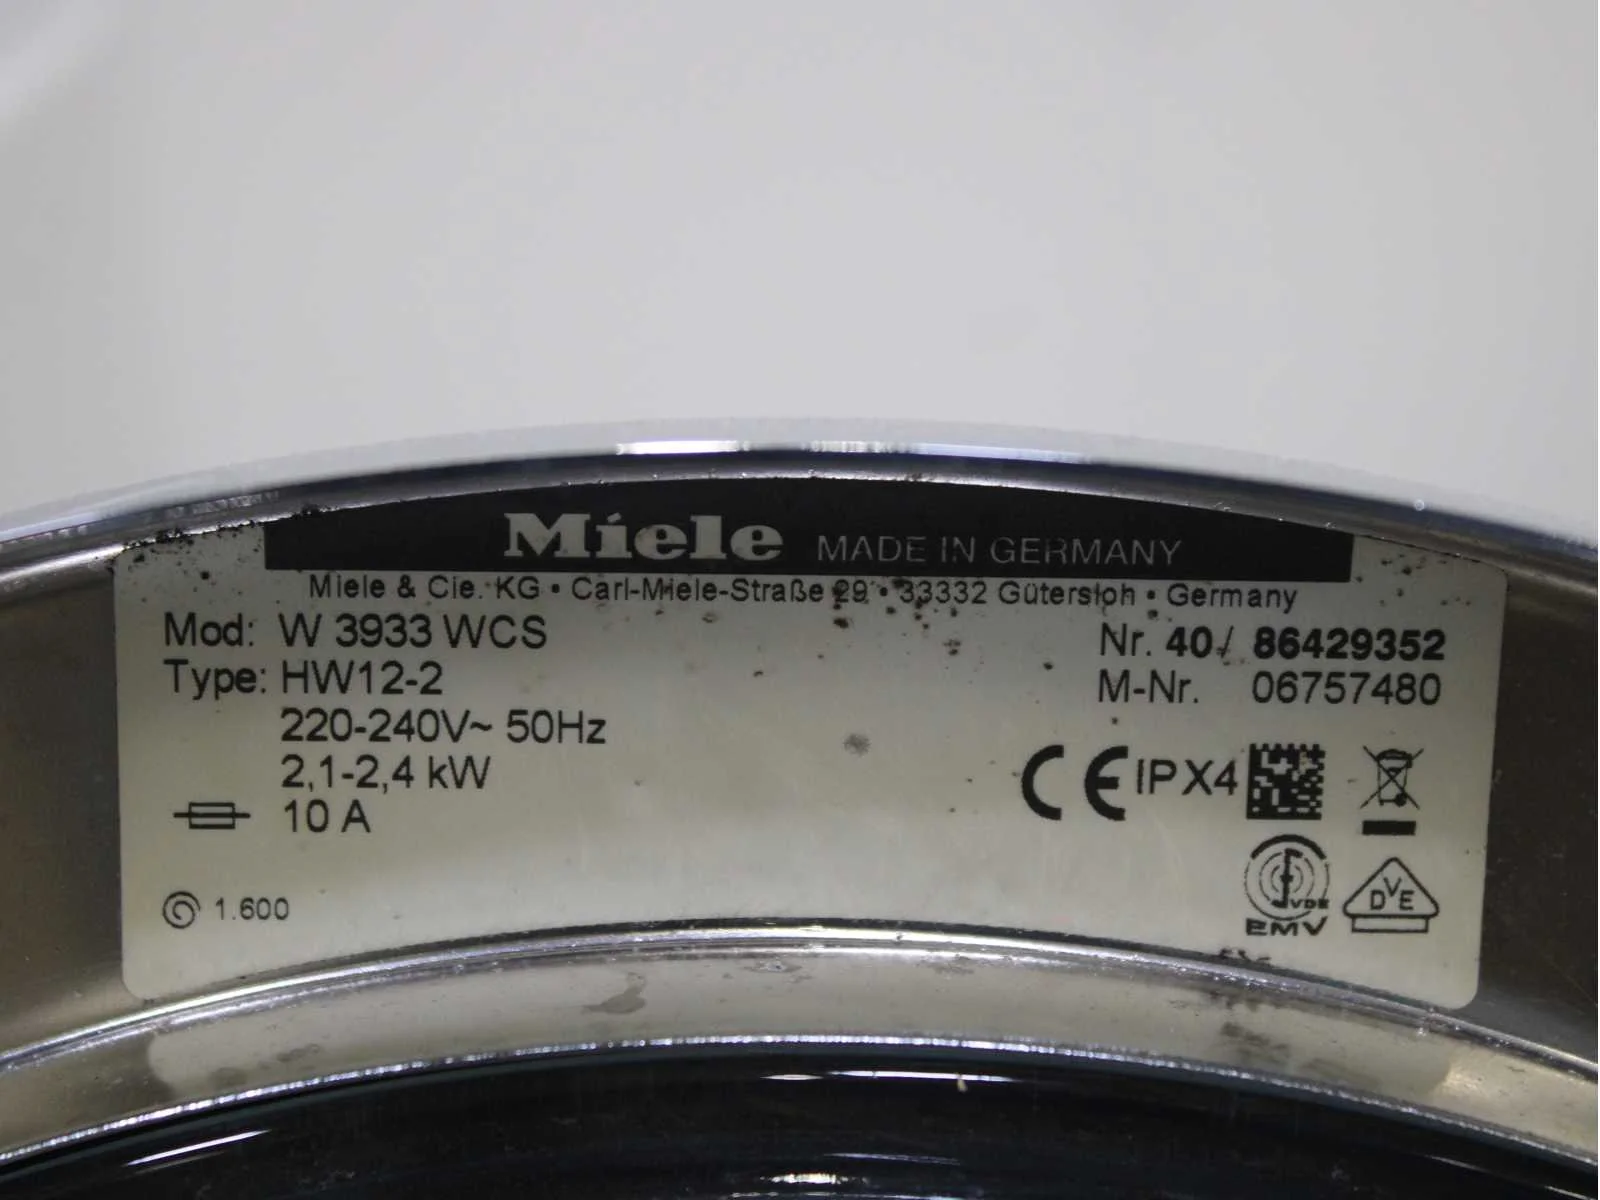 Miele MADE IN GERMANY
Miele & Cie. KG • Carl-Miele-Straße 29 • 33332 Gütersloh • Germany
Mod: W 3933 WCS
Nr. 40/ 86429352
Type: HW12-2
M-Nr. 06757480
220-240V~ 50Hz
2,1-2,4 kW
CE IPX4
10 A
1.600
VDE
EMV
DVE